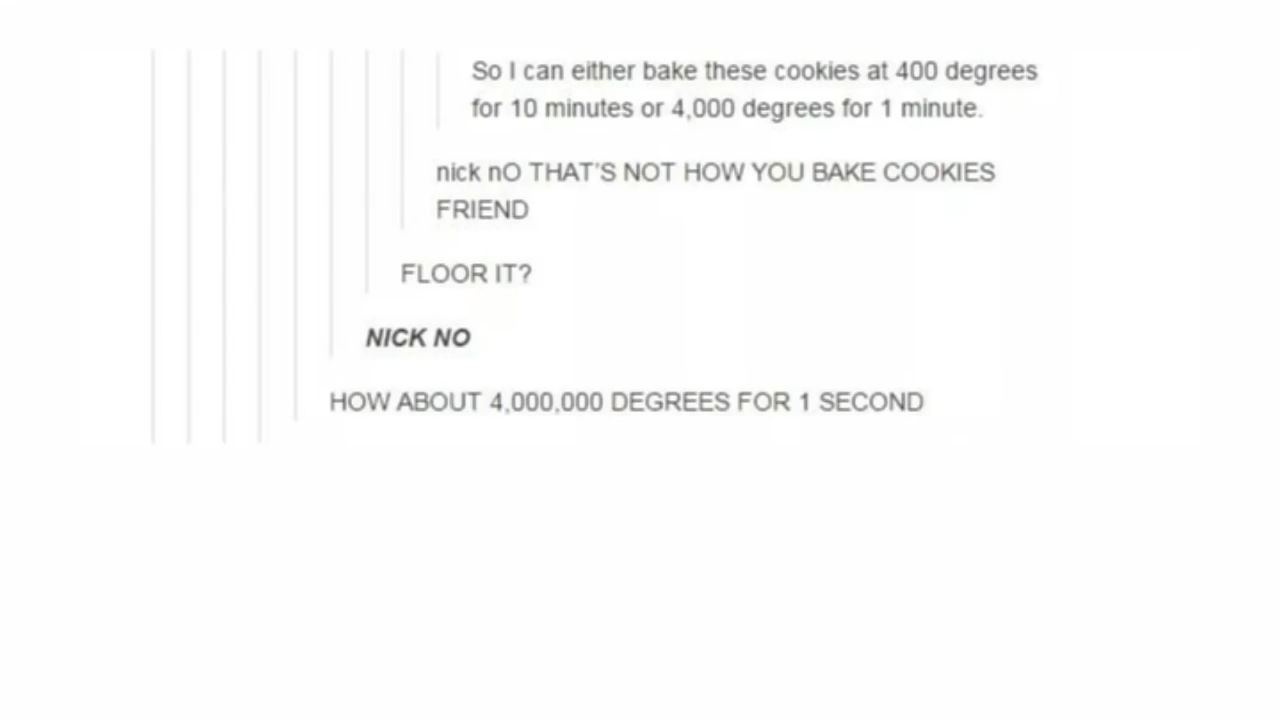 So I can either bake these cookies at 400 degrees
for 10 minutes or 4,000 degrees for 1 minute.
nick nO THAT'S NOT HOW YOU BAKE COOKIES
FRIEND
FLOOR IT?
NICK NO
HOW ABOUT 4,000,000 DEGREES FOR 1 SECOND